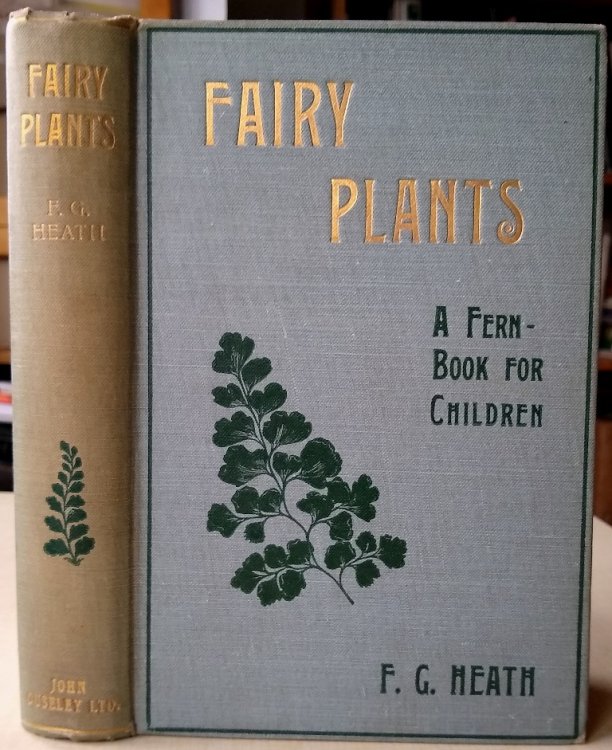 FAIRY
PLANTS
F. G.
HEATH
JOHN
OUSELEY LTD.
FAIRY
PLANTS
A FERN-
BOOK FOR
CHILDREN
F. G. HEATH